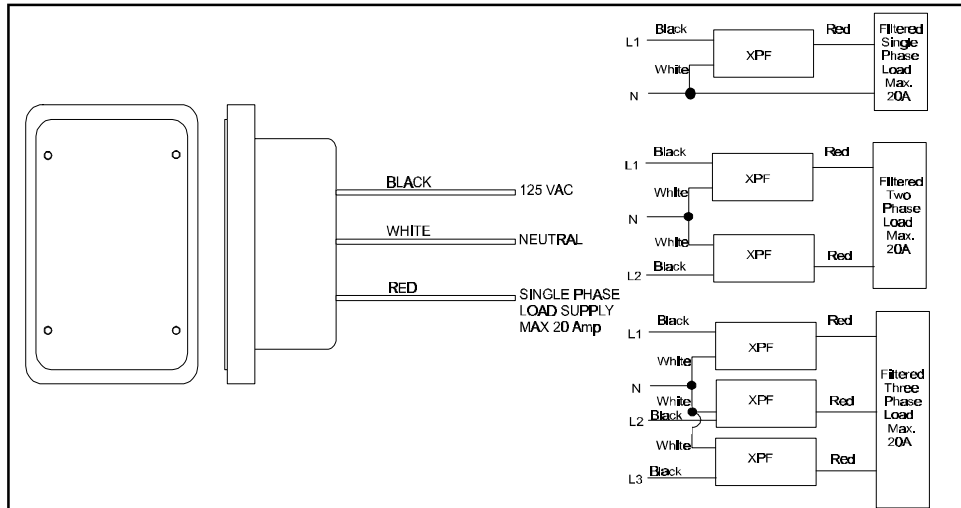 BLACK
125 VAC
WHITE
NEUTRAL
RED
SINGLE PHASE
LOAD SUPPLY
MAX 20 Amp
Black
Red
L1
XPF
White
N
Filtered
Single
Phase
Load
Max.
20A
Black
Red
L1
XPF
White
N
White
XPF
L2
Black
Red
Filtered
Two
Phase
Load
Max.
20A
Black
Red
L1
XPF
White
N
White
XPF
Red
L2
Black
White
XPF
Red
L3
Black
Filtered
Three
Phase
Load
Max.
20A